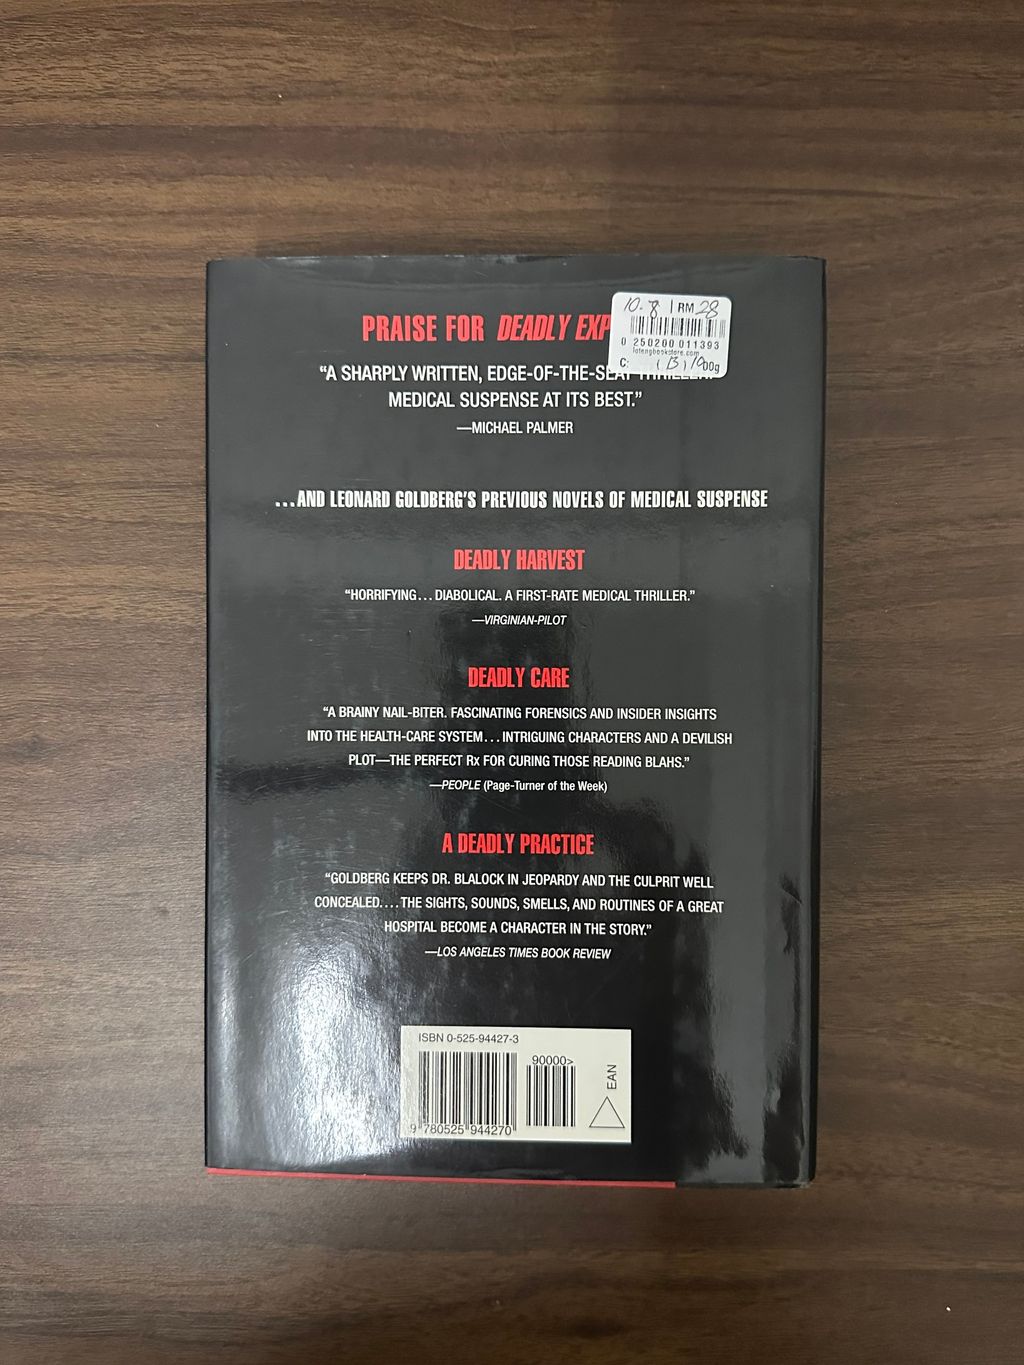 10.8 | RM 28
0 250200 011393
lotengbookstore.com
C: (13) 1000g
PRAISE FOR DEADLY EXP
“A SHARPLY WRITTEN, EDGE-OF-THE-SEAT THRILLER.
MEDICAL SUSPENSE AT ITS BEST.”
—MICHAEL PALMER
...AND LEONARD GOLDBERG’S PREVIOUS NOVELS OF MEDICAL SUSPENSE
DEADLY HARVEST
“HORRIFYING... DIABOLICAL. A FIRST-RATE MEDICAL THRILLER.”
—VIRGINIAN-PILOT
DEADLY CARE
“A BRAINY NAIL-BITER. FASCINATING FORENSICS AND INSIDER INSIGHTS
INTO THE HEALTH-CARE SYSTEM... INTRIGUING CHARACTERS AND A DEVILISH
PLOT—THE PERFECT Rx FOR CURING THOSE READING BLAHS.”
—PEOPLE (Page-Turner of the Week)
A DEADLY PRACTICE
“GOLDBERG KEEPS DR. BLALOCK IN JEOPARDY AND THE CULPRIT WELL
CONCEALED.... THE SIGHTS, SOUNDS, SMELLS, AND ROUTINES OF A GREAT
HOSPITAL BECOME A CHARACTER IN THE STORY.”
—LOS ANGELES TIMES BOOK REVIEW
ISBN 0-525-94427-3
90000>
EAN
9 780525 944270